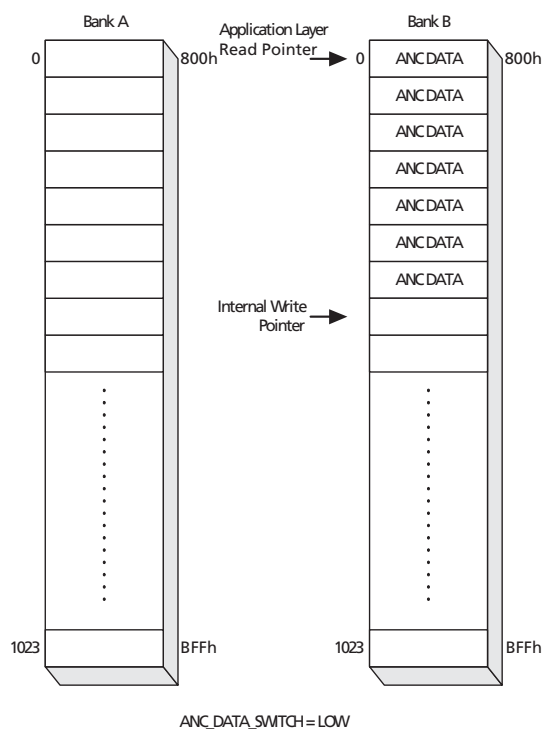 Bank A
0
800h
1023
BFFh
Application Layer
Read Pointer
Internal Write
Pointer
Bank B
0
ANC DATA
800h
ANC DATA
ANC DATA
ANC DATA
ANC DATA
ANC DATA
ANC DATA
1023
BFFh
ANC_DATA_SWITCH = LOW